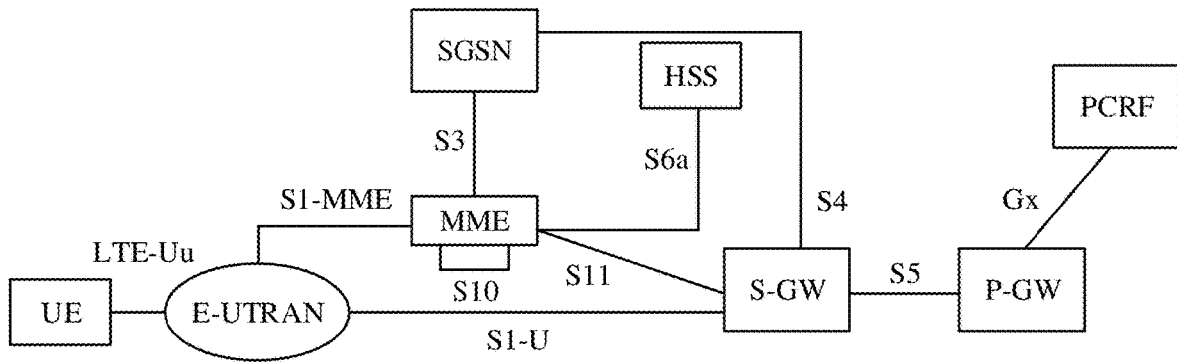 SGSN
HSS
PCRF
S3
S6a
S1-MME
MME
S4
Gx
LTE-Uu
S10
S11
S-GW
S5
P-GW
UE
E-UTRAN
S1-U